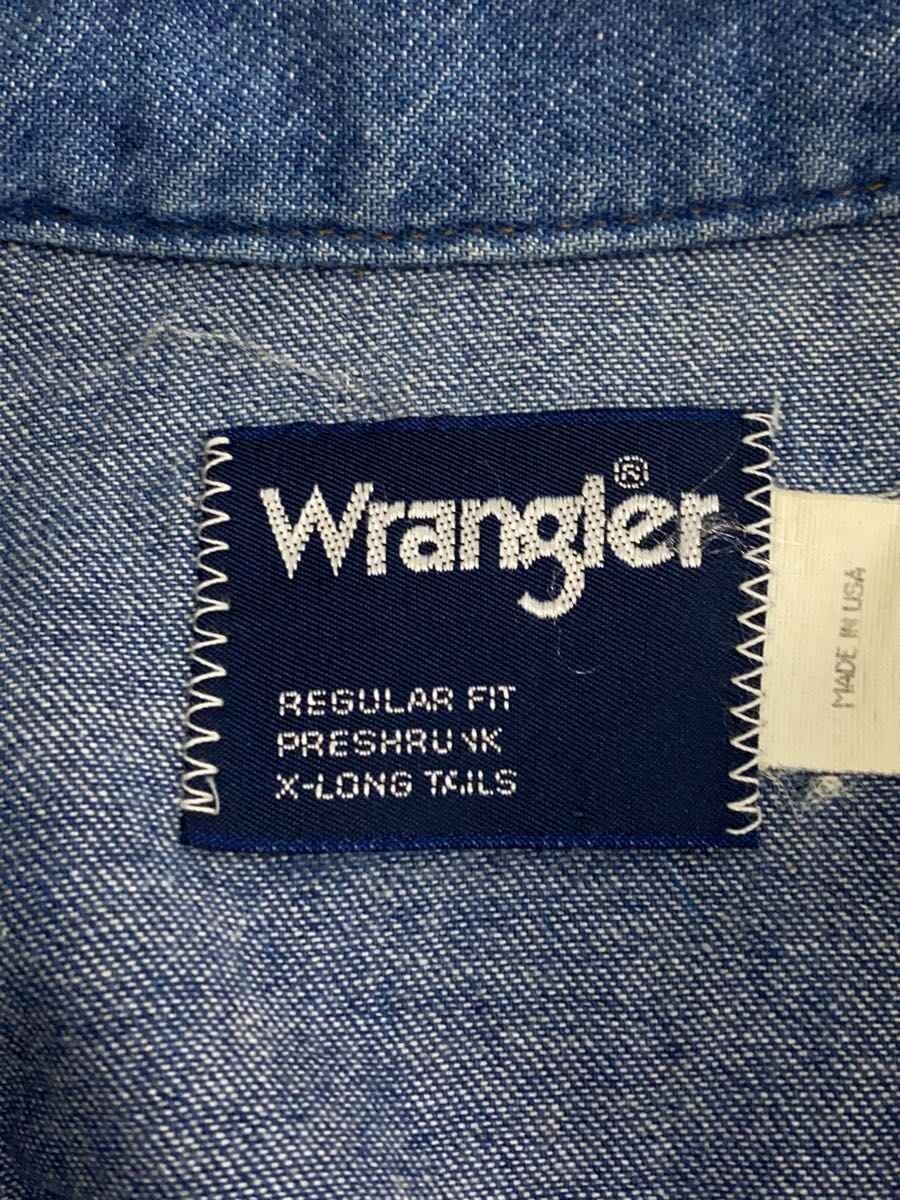 Wrangler®
REGULAR FIT
PRESHRUNK
X-LONG TAILS
MADE IN USA